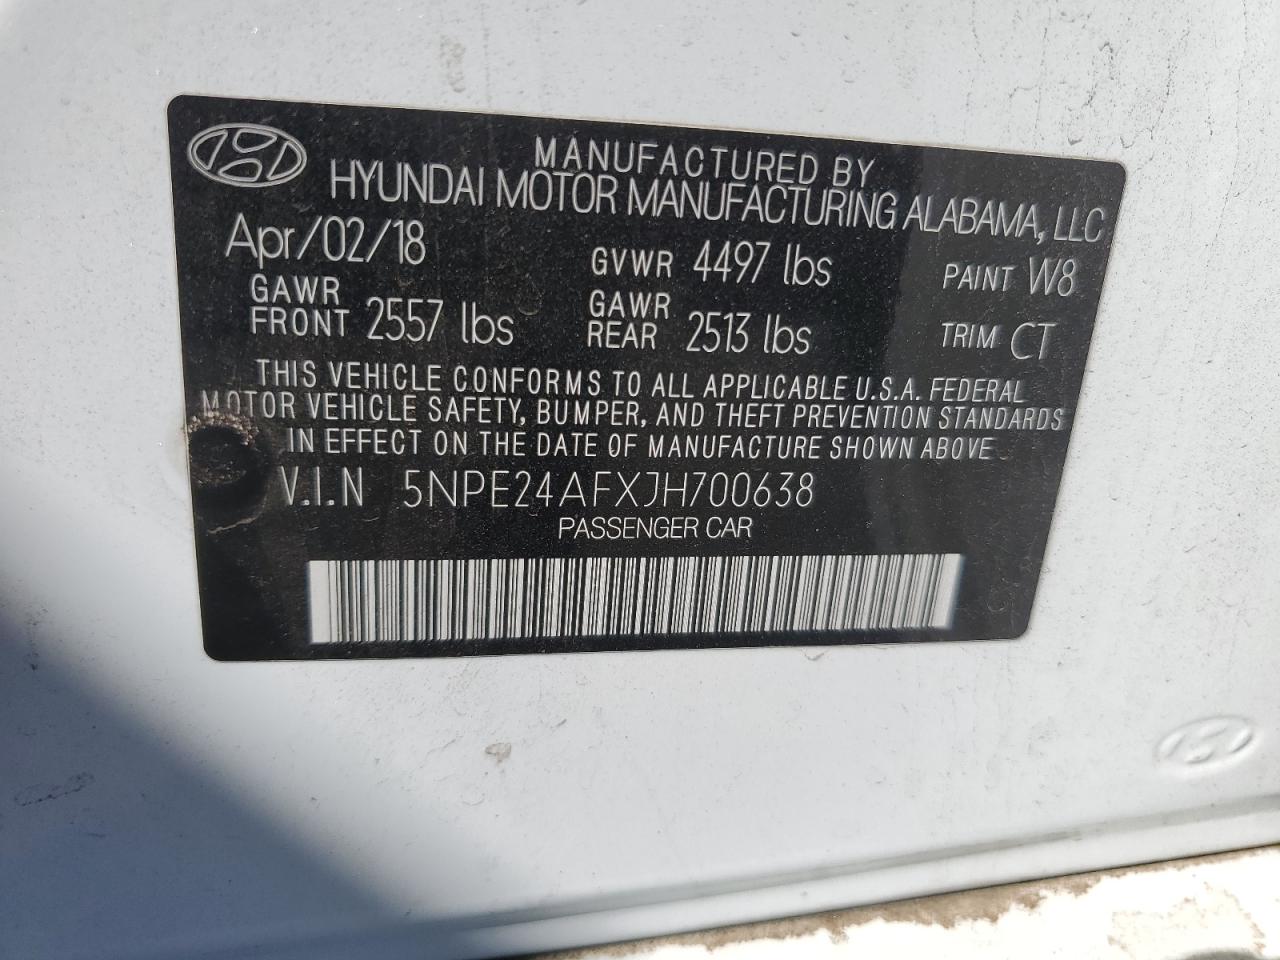 MANUFACTURED BY
HYUNDAI MOTOR MANUFACTURING ALABAMA, LLC
Apr/02/18 GVWR 4497 lbs PAINT W8
GAWR FRONT 2557 lbs GAWR REAR 2513 lbs TRIM CT
THIS VEHICLE CONFORMS TO ALL APPLICABLE U.S.A. FEDERAL
MOTOR VEHICLE SAFETY, BUMPER, AND THEFT PREVENTION STANDARDS
IN EFFECT ON THE DATE OF MANUFACTURE SHOWN ABOVE
V.I.N 5NPE24AFXJH700638
PASSENGER CAR